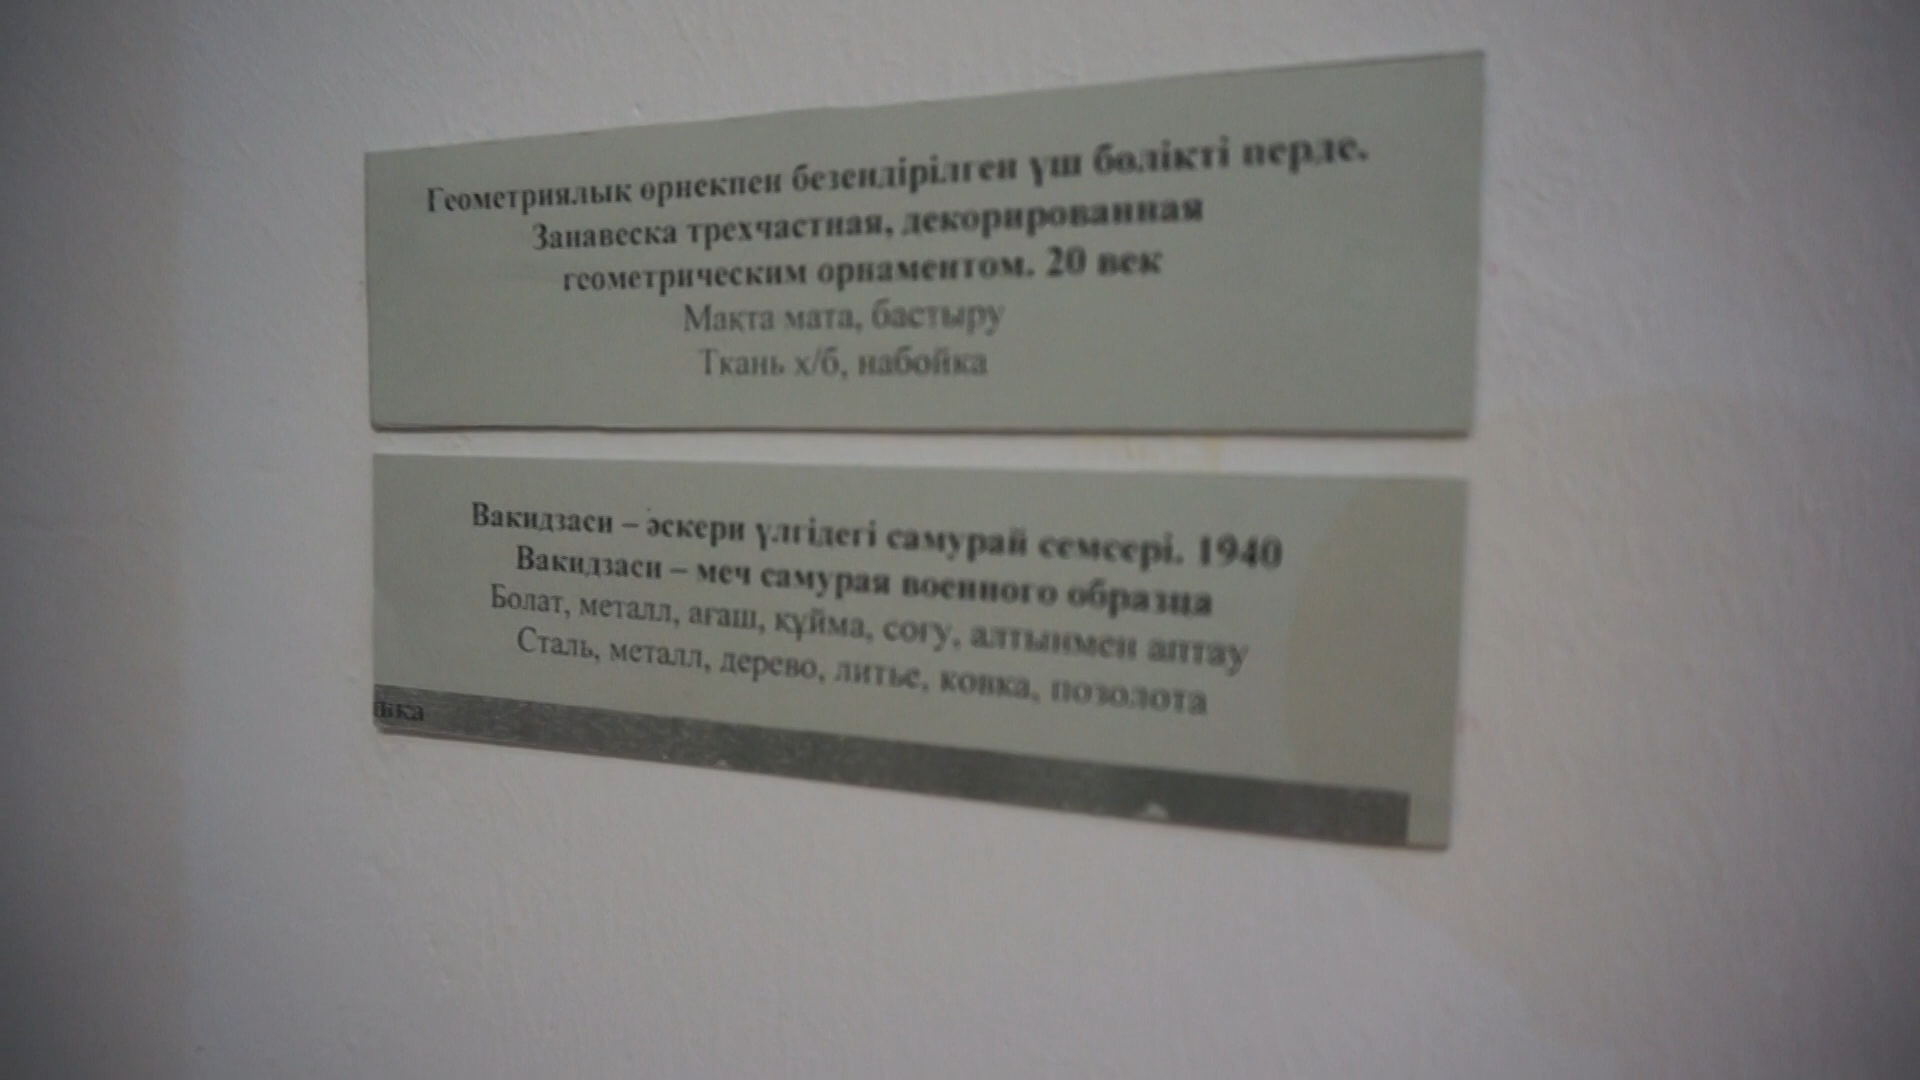 Геометриялық өрнекпен безендірілген үш бөлікті перде.
Занавеска трехчастная, декорированная
геометрическим орнаментом. 20 век
Мақта мата, бастыру
Ткань х/б, набойка
Вакидзаси – әскери үлгідегі самурай семсері. 1940
Вакидзаси – меч самурая военного образца
Болат, металл, ағаш, құйма, соғу, алтынмен аптау
Сталь, металл, дерево, литье, ковка, позолота